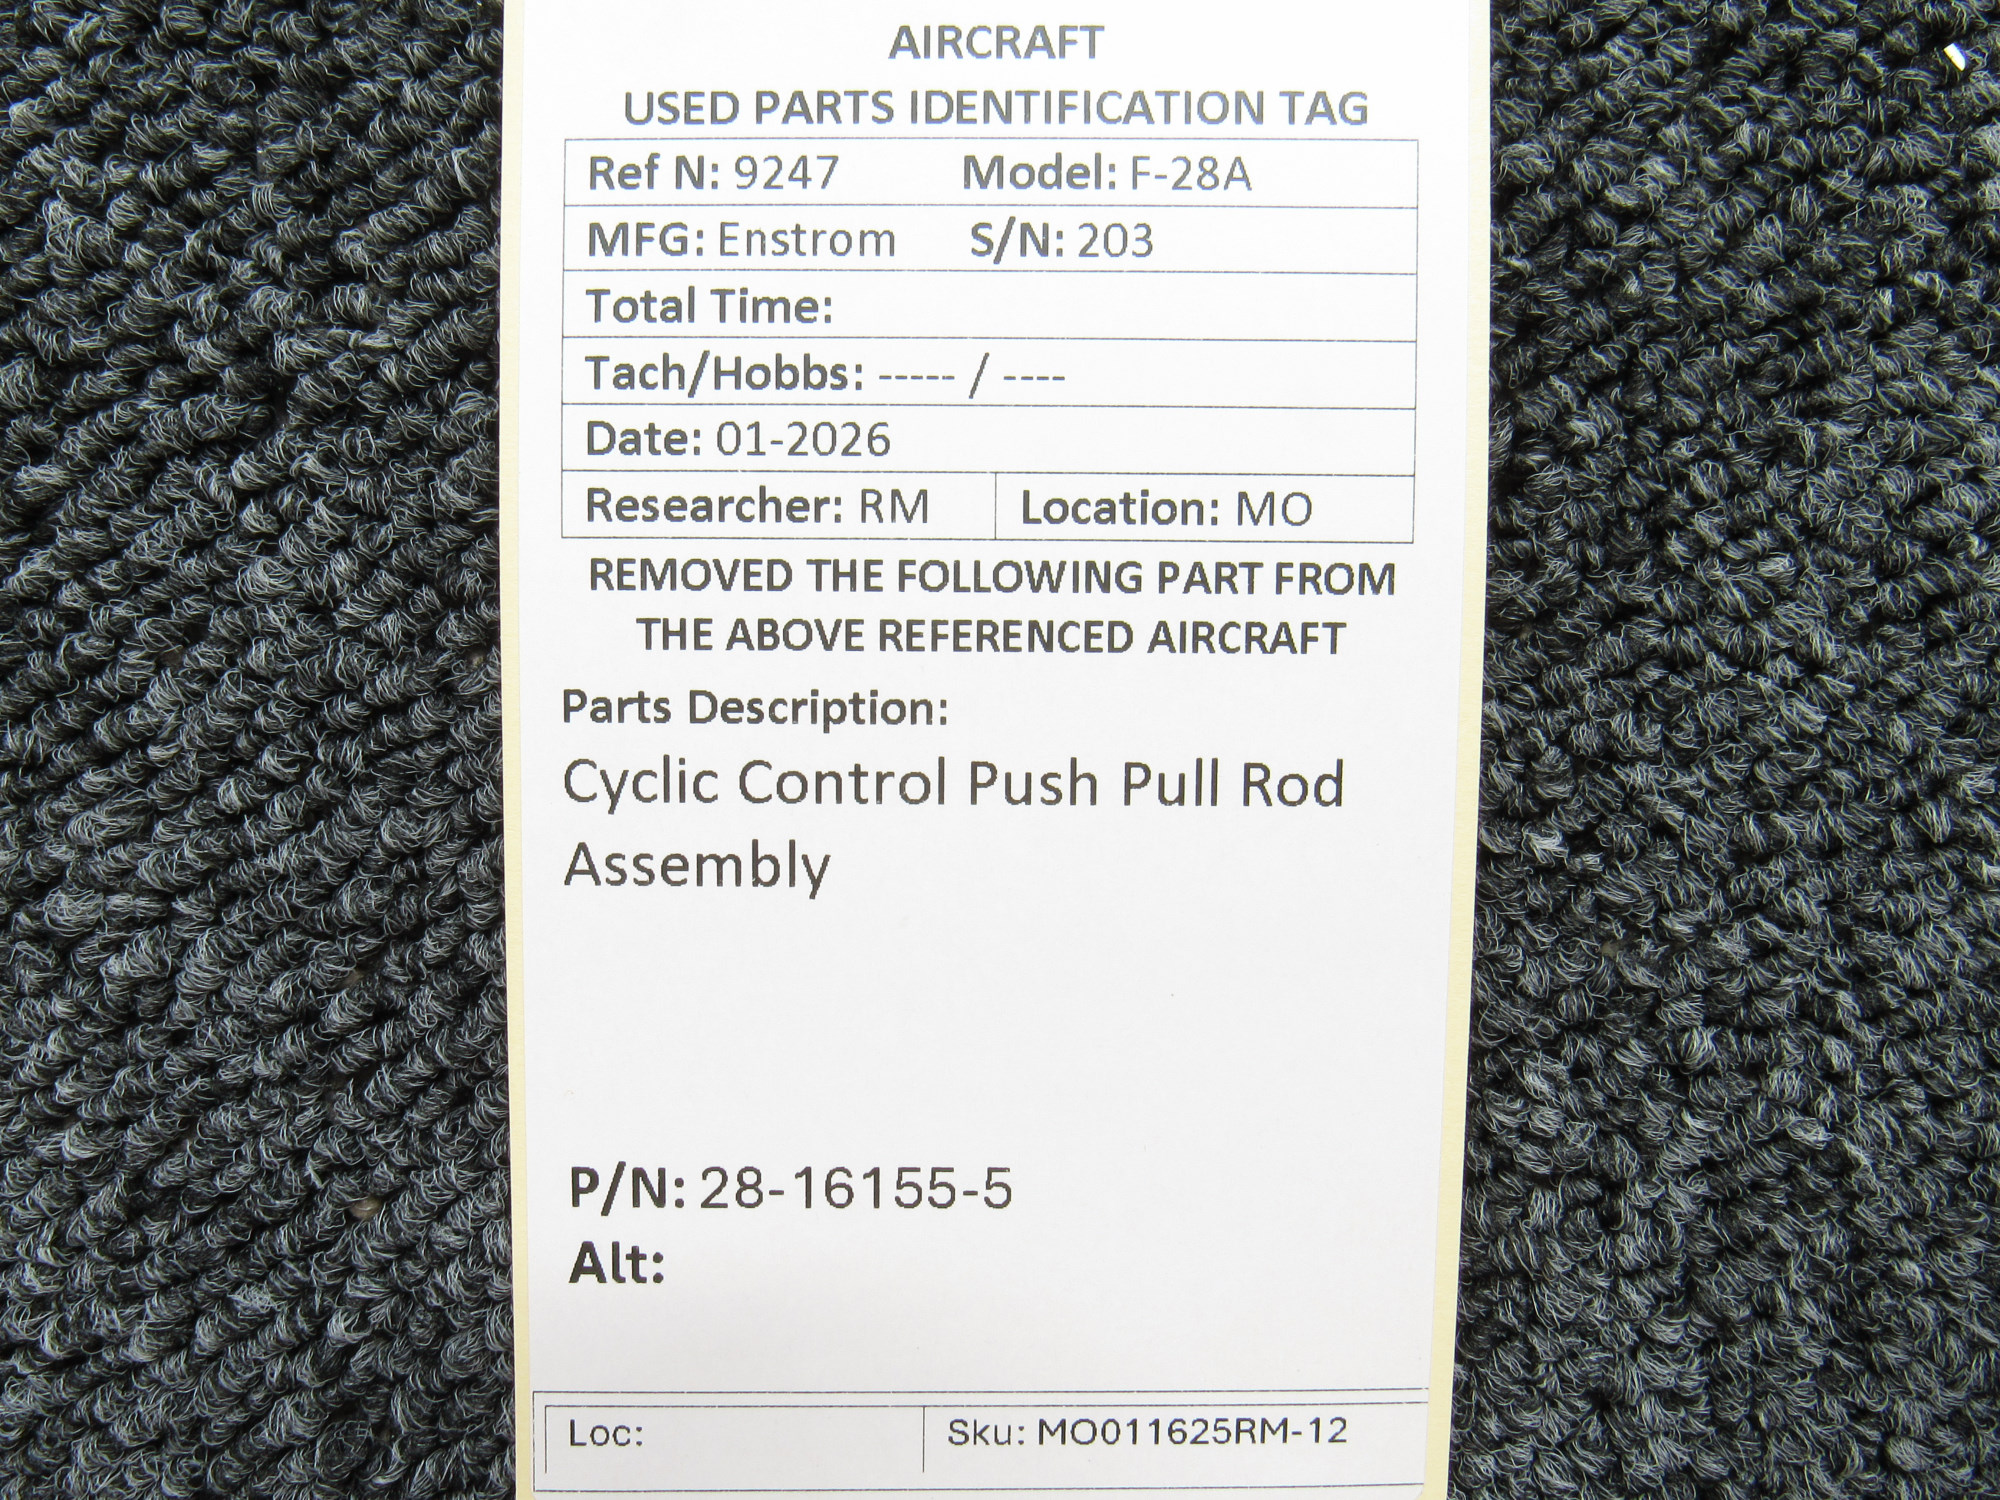 AIRCRAFT
USED PARTS IDENTIFICATION TAG
Ref N: 9247 Model: F-28A
MFG: Enstrom S/N: 203
Total Time:
Tach/Hobbs: ----- / ----
Date: 01-2026
Researcher: RM Location: MO
REMOVED THE FOLLOWING PART FROM
THE ABOVE REFERENCED AIRCRAFT
Parts Description:
Cyclic Control Push Pull Rod
Assembly
P/N: 28-16155-5
Alt:
Loc: Sku: MO011625RM-12